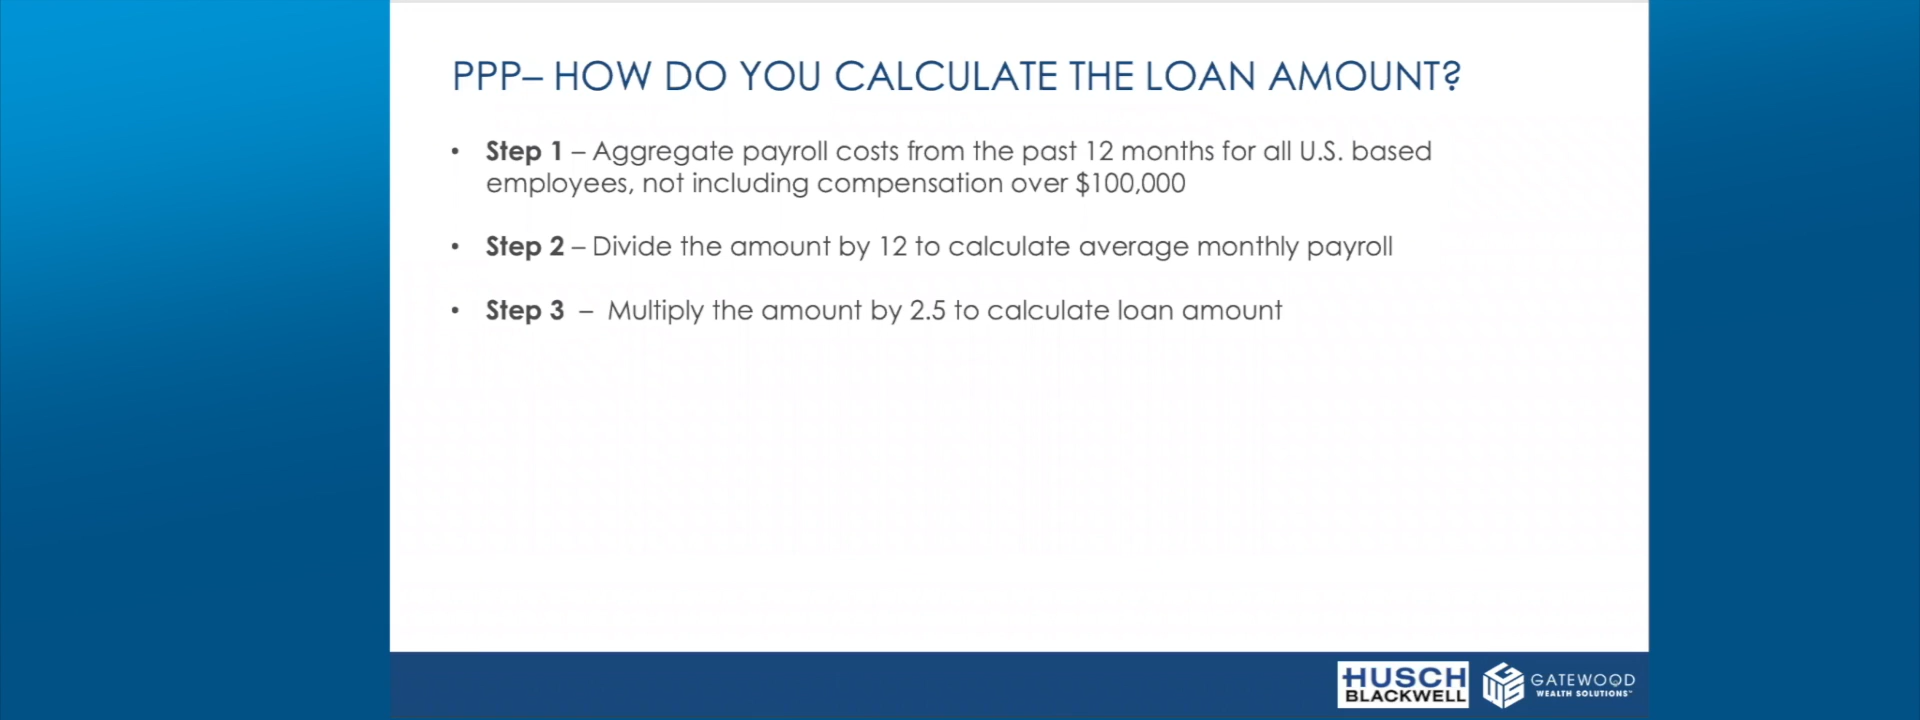 PPP– HOW DO YOU CALCULATE THE LOAN AMOUNT?
• Step 1 – Aggregate payroll costs from the past 12 months for all U.S. based
employees, not including compensation over $100,000
• Step 2 – Divide the amount by 12 to calculate average monthly payroll
• Step 3 – Multiply the amount by 2.5 to calculate loan amount
HUSCH
BLACKWELL
GATEWOOD
WEALTH SOLUTIONS™